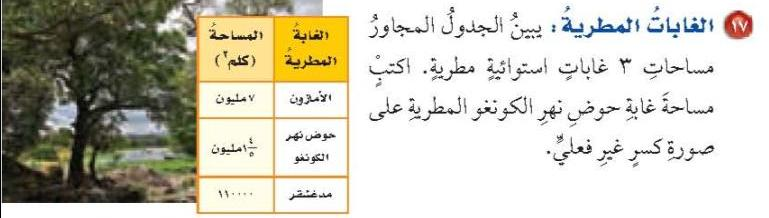 ١٧ الغاباتُ المطريةُ: يبينُ الجدولُ المجاورُ
مساحاتِ ٣ غاباتٍ استوائيةٍ مطريةٍ. اكتبْ
مساحةَ غابةِ حوضِ نهرِ الكونغو المطريةِ على
صورةِ كسرٍ غيرِ فعليٍّ.
الغابةُ المطريةُ | المساحةُ (كلم٢)
الأمازون | ٧ مليون
حوض نهر الكونغو | ١ ٤/٥ مليون
مدغشقر | ١١٠٠٠٠